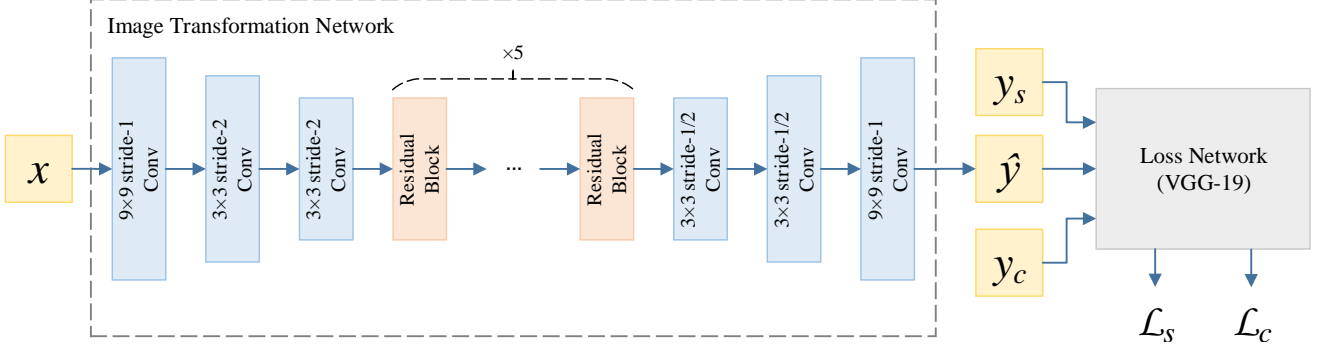 Image Transformation Network
×5
x
9×9 stride-1
Conv
3×3 stride-2
Conv
3×3 stride-2
Conv
Residual
Block
...
Residual
Block
3×3 stride-1/2
Conv
3×3 stride-1/2
Conv
9×9 stride-1
Conv
y_s
ŷ
y_c
Loss Network
(VGG-19)
ℒ_s
ℒ_c